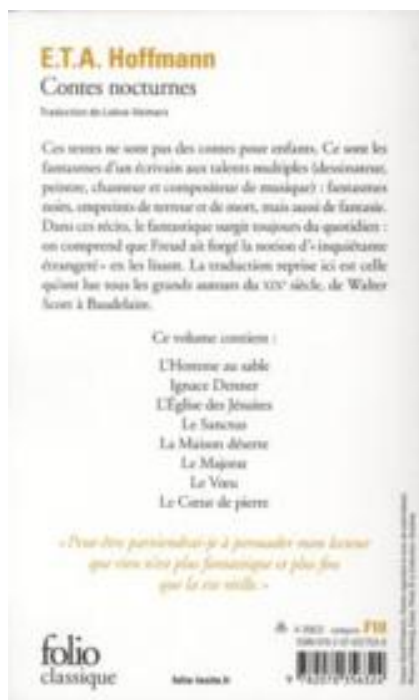 E.T.A. Hoffmann
Contes nocturnes
Traduction de Loève-Veimars
Ces textes ne sont pas des contes pour enfants. Ce sont les
fantasmes d'un écrivain aux talents multiples (dessinateur,
peintre, chanteur et compositeur de musique) : fantasmes
noirs, empreints de terreur et de mort, mais aussi de fantasie.
Dans ces récits, le fantastique surgit toujours du quotidien :
on comprend que Freud ait forgé la notion d'« inquiétante
étrangeté » en les lisant. La traduction reprise ici est celle
qu'ont lue tous les grands auteurs du XIXe siècle, de Walter
Scott à Baudelaire.
Ce volume contient :
L'Homme au sable
Ignace Denner
L'Église des Jésuites
Le Sanctus
La Maison déserte
Le Majorat
Le Vœu
Le Cœur de pierre
« Peut-être parviendrai-je à persuader mon lecteur
que rien n'est plus fantastique et plus fou
que la vie réelle. »
folio
classique
folio-lesite.fr
catégorie F10